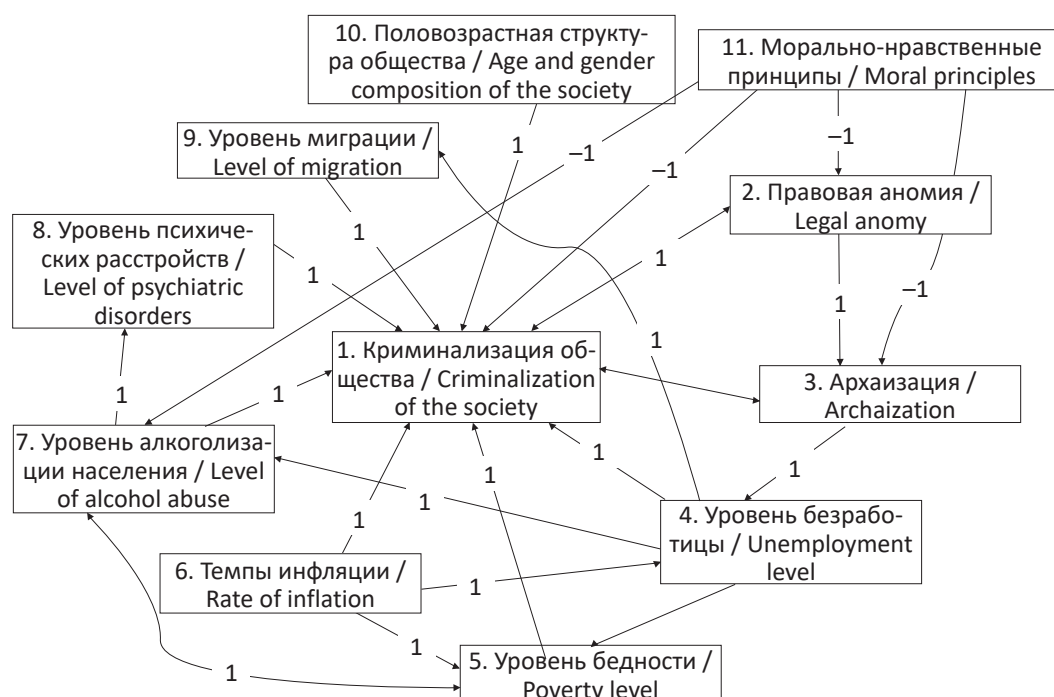 10. Половозрастная структу-
ра общества / Age and gender
composition of the society
11. Морально-нравственные
принципы / Moral principles
9. Уровень миграции /
Level of migration
1
–1
–1
–1
2. Правовая аномия /
Legal anomy
8. Уровень психиче-
ских расстройств /
Level of psychiatric
disorders
1
1
1
1
–1
1. Криминализация об-
щества / Criminalization
of the society
1
3. Архаизация /
Archaization
1
1
7. Уровень алкоголиза-
ции населения / Level
of alcohol abuse
1
1
1
4. Уровень безрабо-
тицы / Unemployment
level
1
6. Темпы инфляции /
Rate of inflation
1
1
5. Уровень бедности /
Poverty level
1